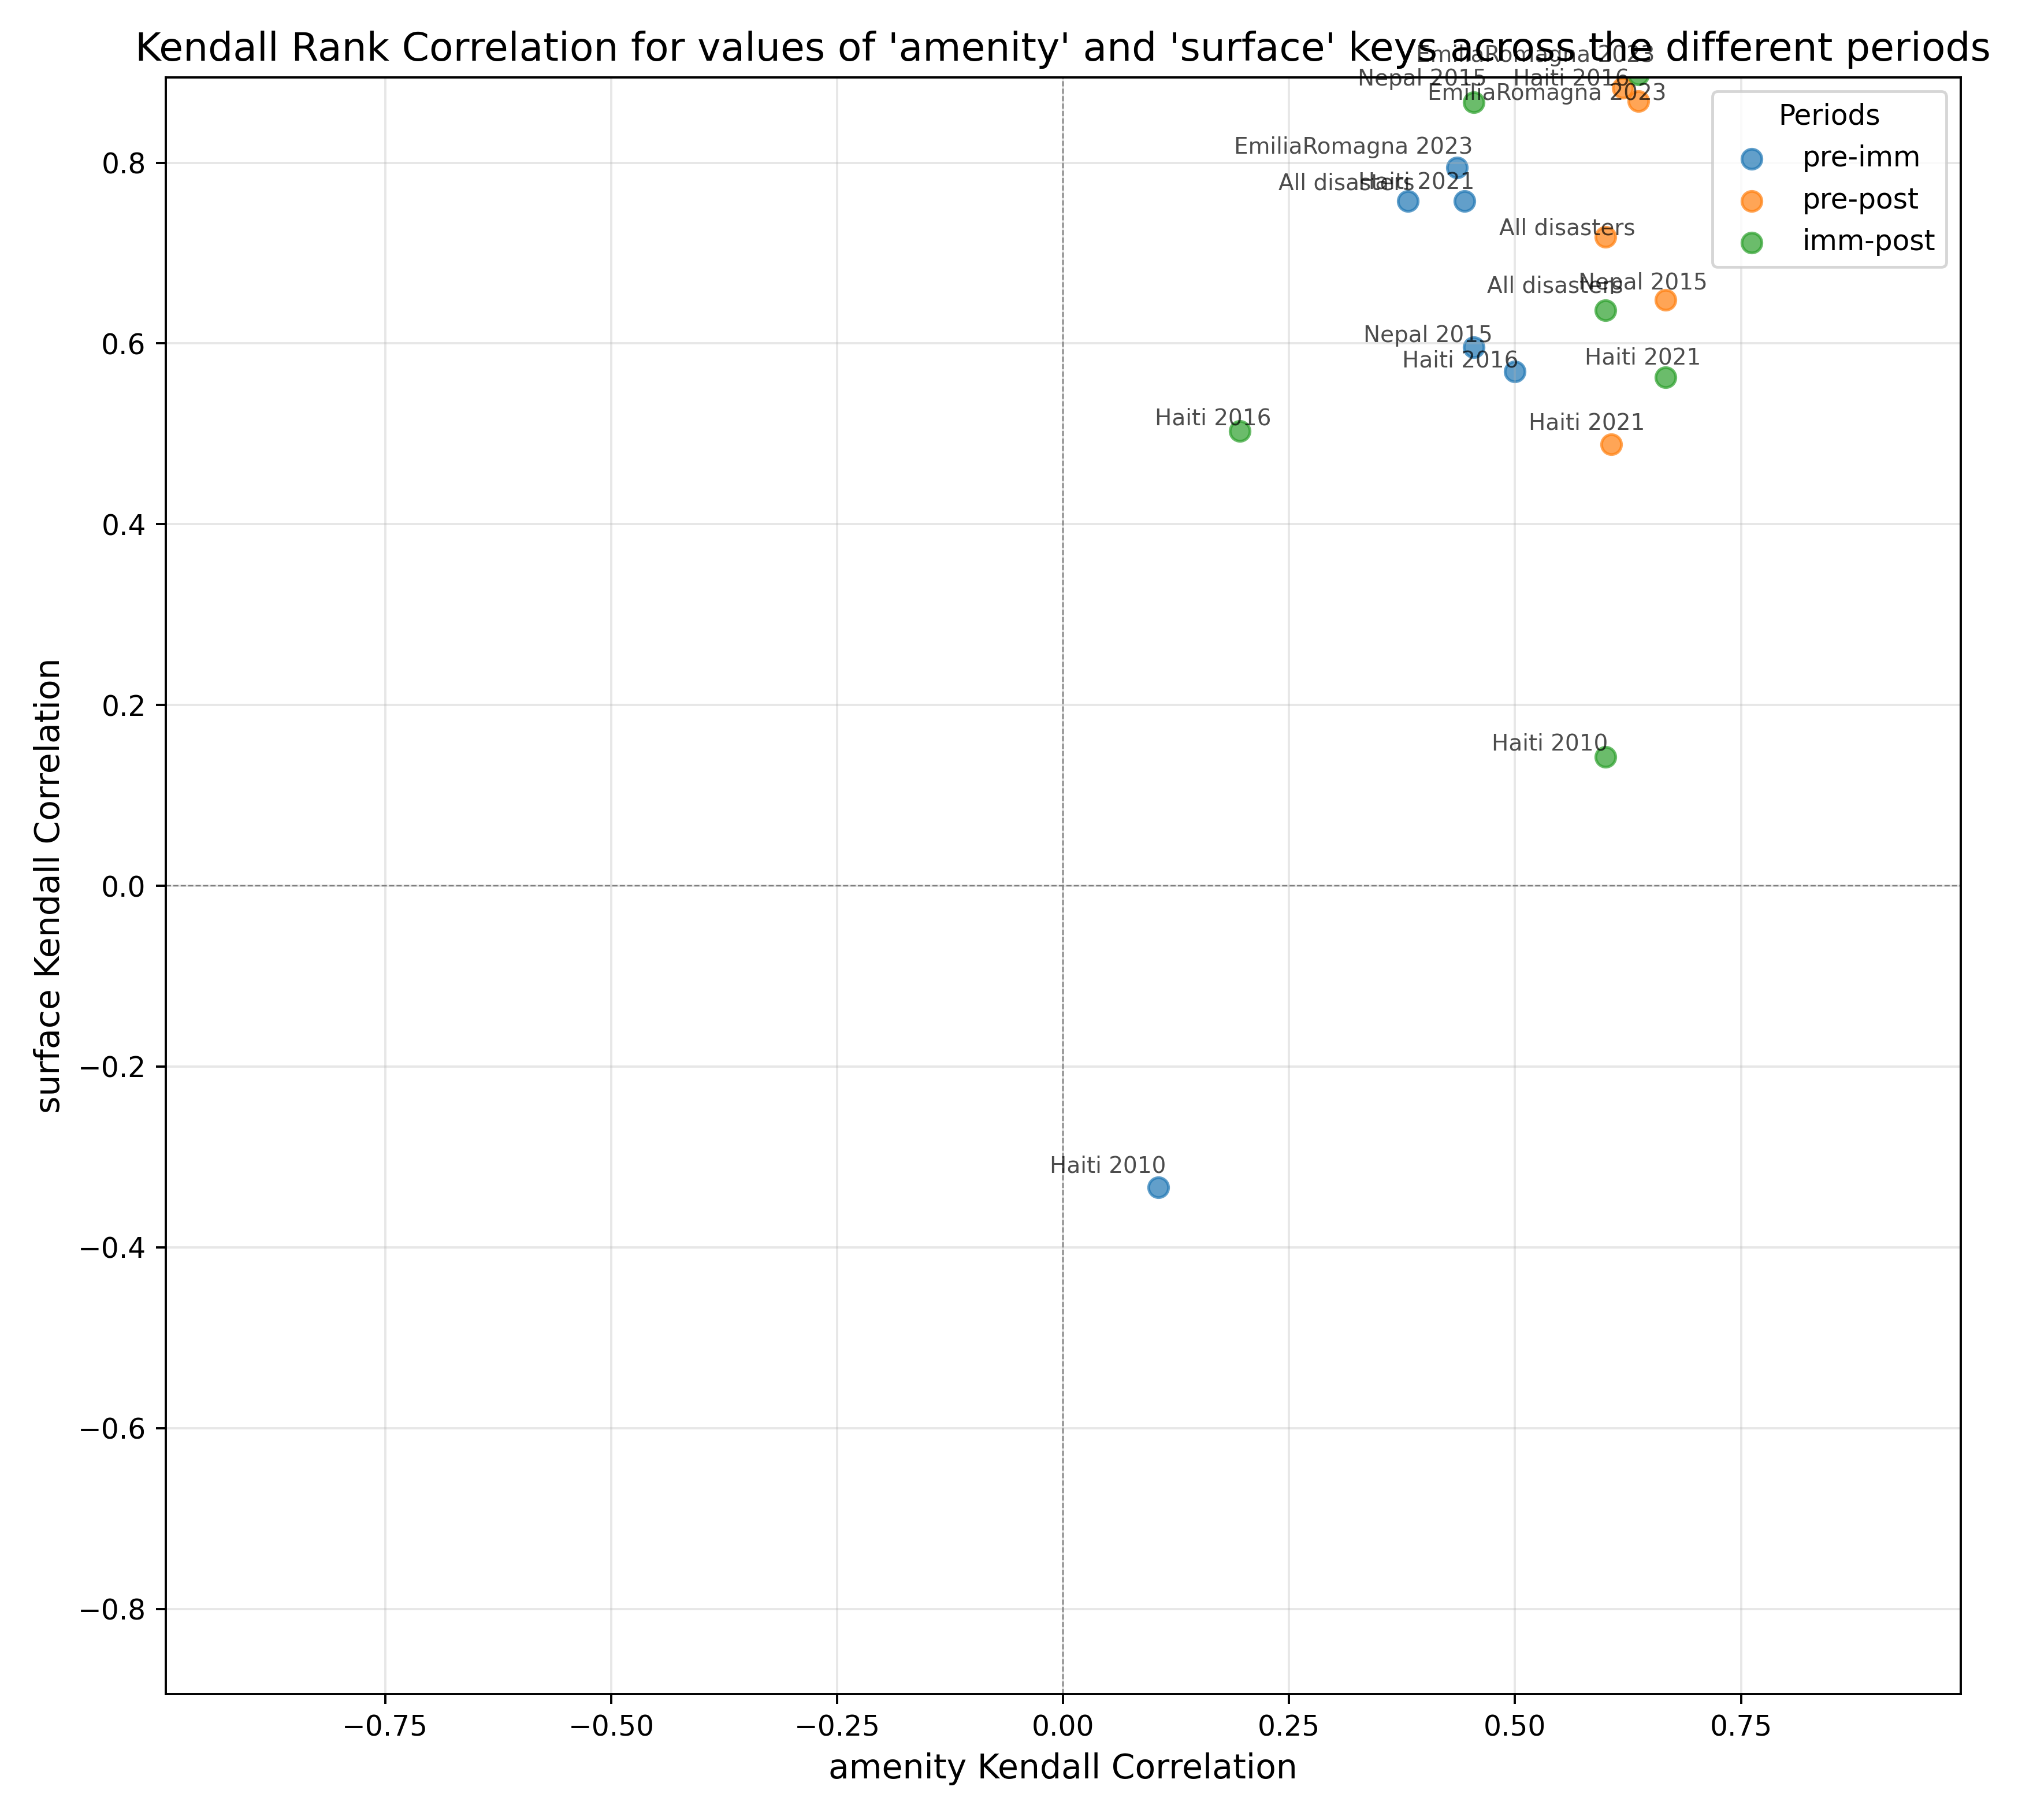 Kendall Rank Correlation for values of 'amenity' and 'surface' keys across the different periods
EmiliaRomagna 2023
Nepal 2015
Haiti 2016
EmiliaRomagna 2023
Periods
pre-imm
pre-post
imm-post
EmiliaRomagna 2023
All disasters
Haiti 2021
All disasters
All disasters
Nepal 2015
Nepal 2015
Haiti 2016
Haiti 2021
Haiti 2016
Haiti 2021
Haiti 2010
Haiti 2010
0.8
0.6
0.4
0.2
0.0
−0.2
−0.4
−0.6
−0.8
surface Kendall Correlation
−0.75
−0.50
−0.25
0.00
0.25
0.50
0.75
amenity Kendall Correlation